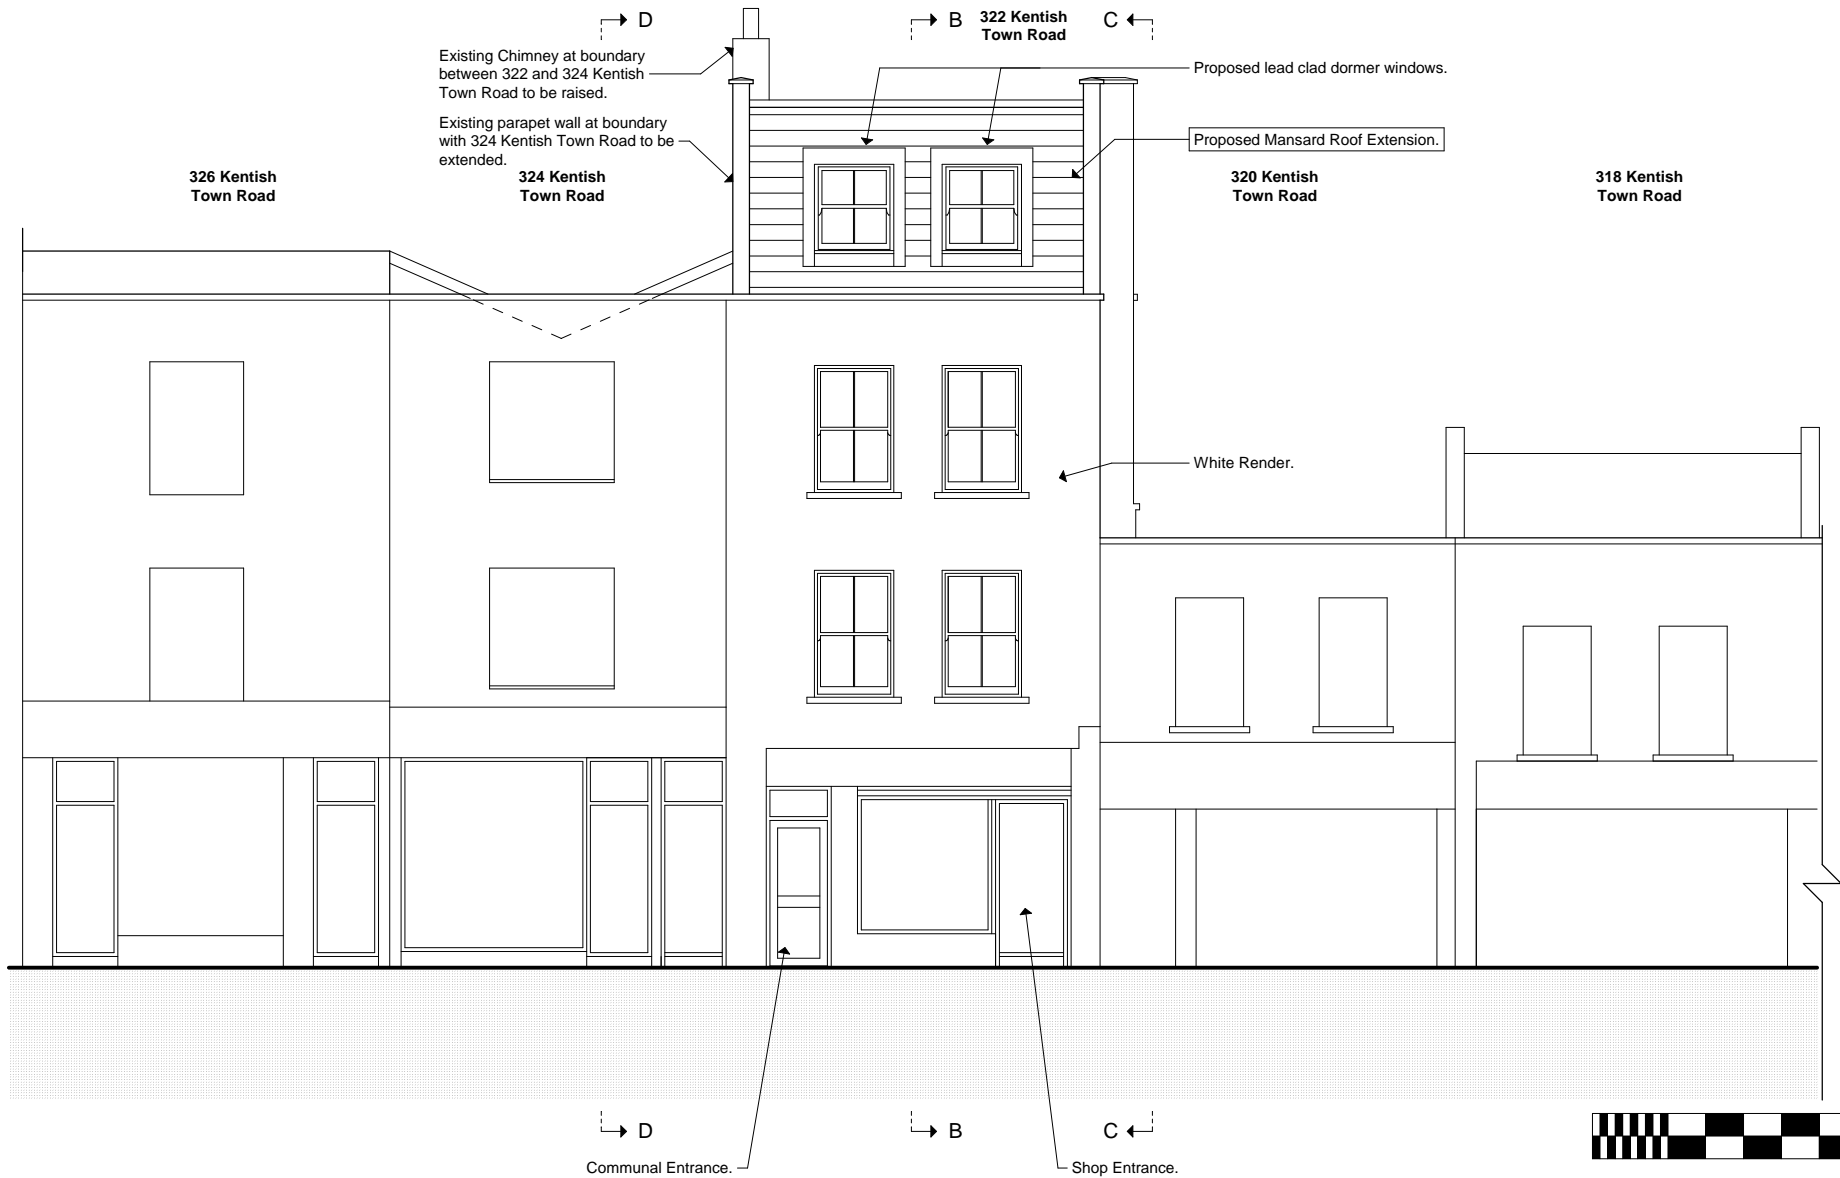 D
B
322 Kentish
Town Road
C
Existing Chimney at boundary
between 322 and 324 Kentish
Town Road to be raised.
Proposed lead clad dormer windows.
Existing parapet wall at boundary
with 324 Kentish Town Road to be
extended.
Proposed Mansard Roof Extension.
326 Kentish
Town Road
324 Kentish
Town Road
320 Kentish
Town Road
318 Kentish
Town Road
White Render.
D
B
C
Communal Entrance.
Shop Entrance.